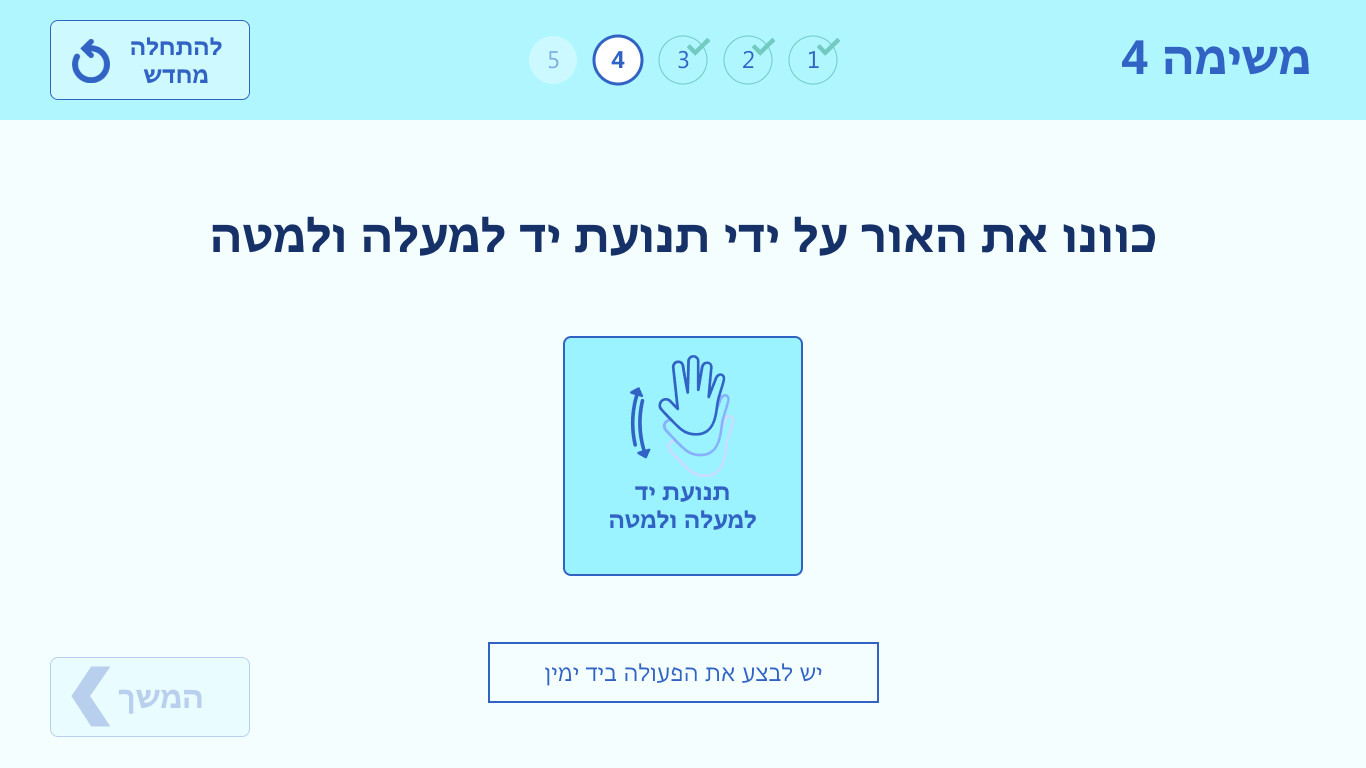 משימה 4
1 2 3 4 5
להתחלה
מחדש
כוונו את האור על ידי תנועת יד למעלה ולמטה
תנועת יד
למעלה ולמטה
יש לבצע את הפעולה ביד ימין
המשך